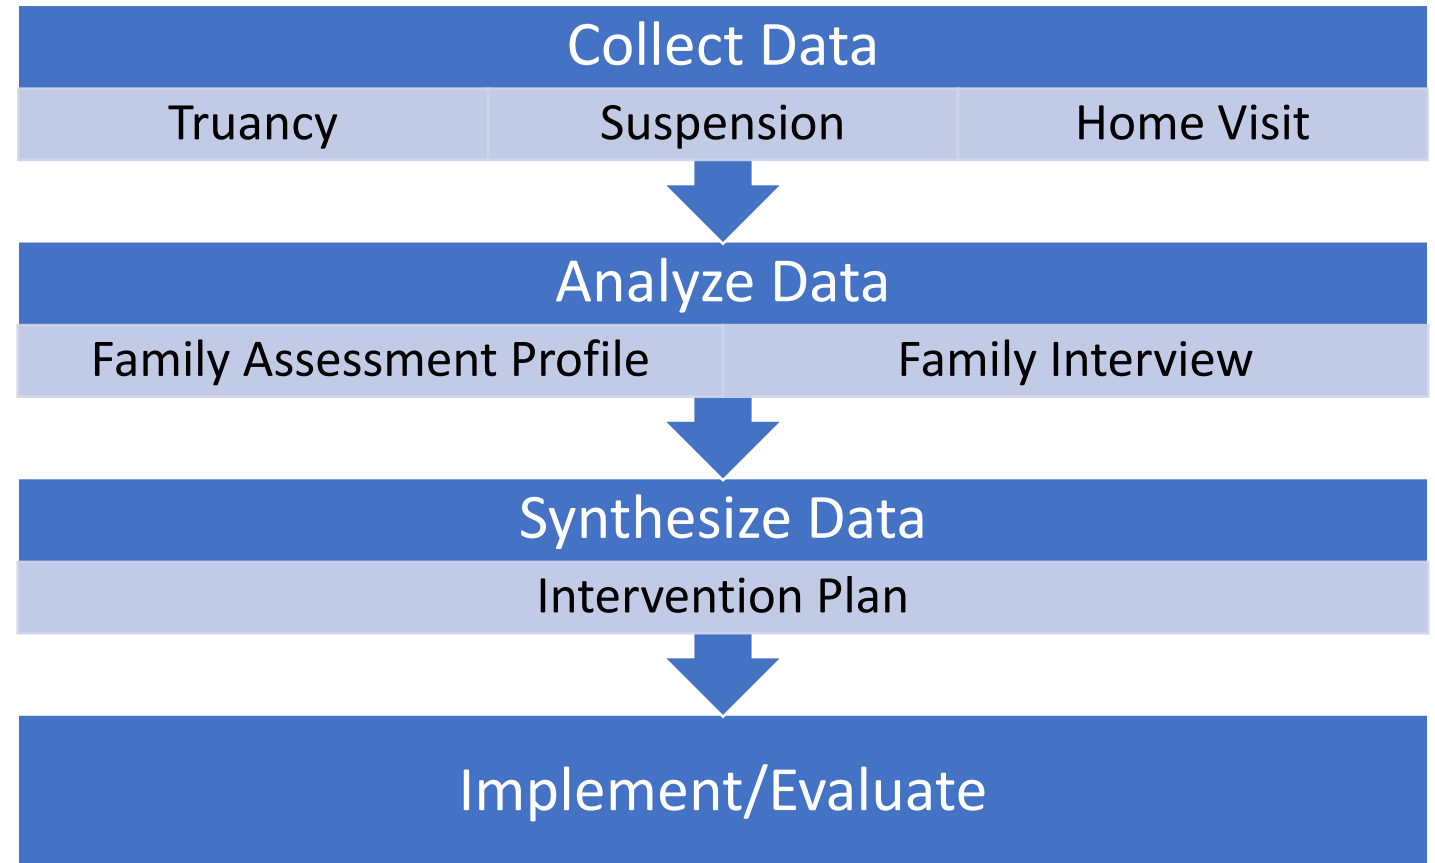 Collect Data
Truancy Suspension Home Visit
Analyze Data
Family Assessment Profile Family Interview
Synthesize Data
Intervention Plan
Implement/Evaluate